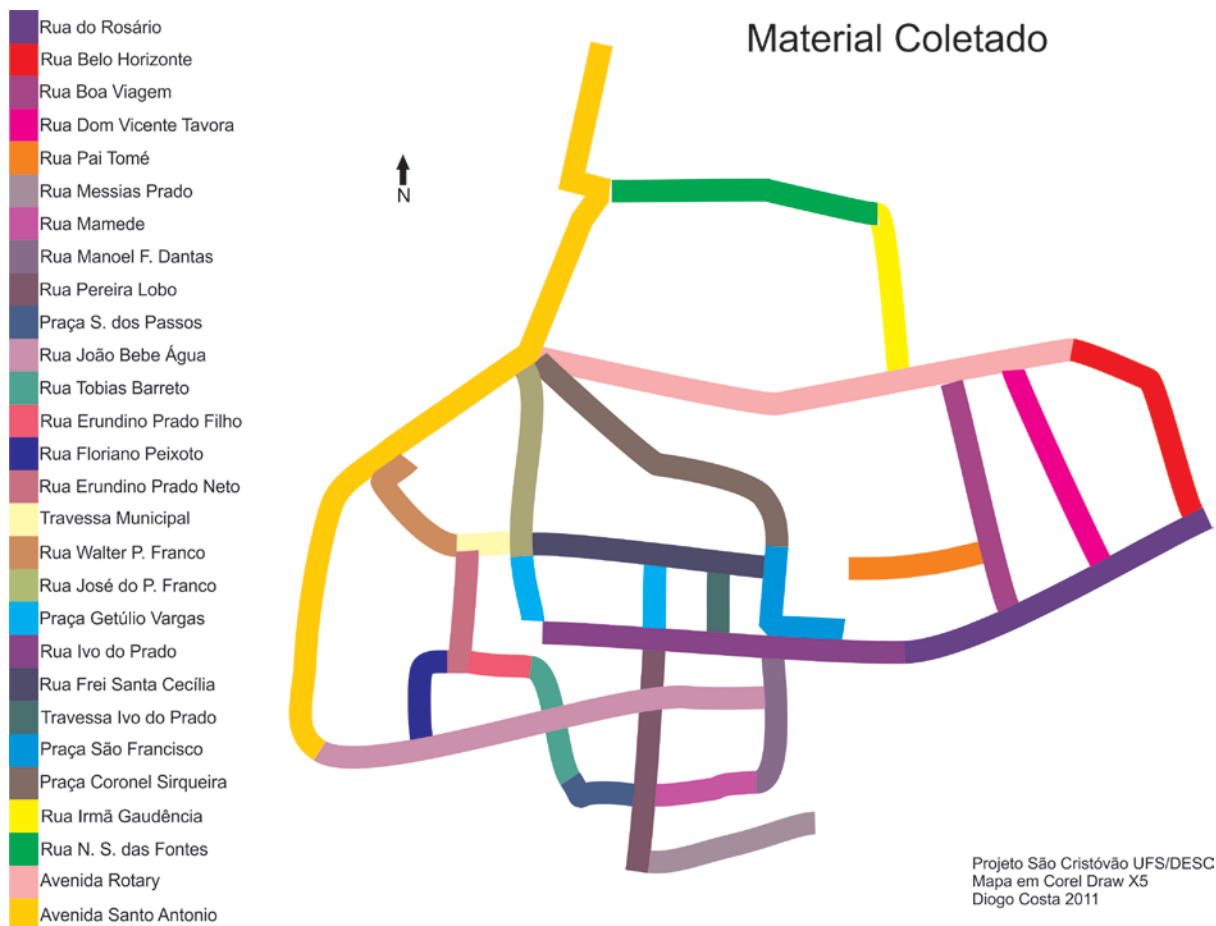 Material Coletado
Rua do Rosário
Rua Belo Horizonte
Rua Boa Viagem
Rua Dom Vicente Tavora
Rua Pai Tomé
Rua Messias Prado
Rua Mamede
Rua Manoel F. Dantas
Rua Pereira Lobo
Praça S. dos Passos
Rua João Bebe Água
Rua Tobias Barreto
Rua Erundino Prado Filho
Rua Floriano Peixoto
Rua Erundino Prado Neto
Travessa Municipal
Rua Walter P. Franco
Rua José do P. Franco
Praça Getúlio Vargas
Rua Ivo do Prado
Rua Frei Santa Cecília
Travessa Ivo do Prado
Praça São Francisco
Praça Coronel Sirqueira
Rua Irmã Gaudência
Rua N. S. das Fontes
Avenida Rotary
Avenida Santo Antonio
N
Projeto São Cristóvão UFS/DESC
Mapa em Corel Draw X5
Diogo Costa 2011